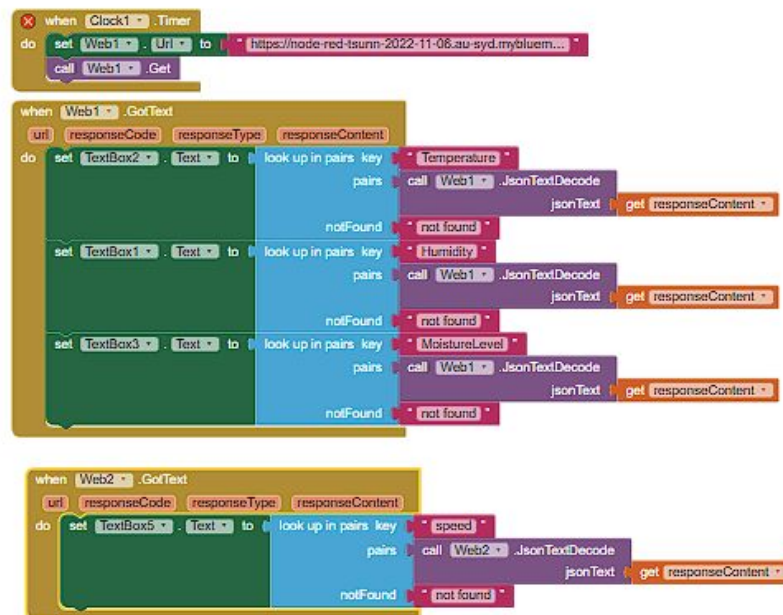 when Clock1 .Timer
do set Web1 . Url to " https://node-red-tsunn-2022-11-06.au-syd.mybluem... "
call Web1 .Get
when Web1 .GotText
url responseCode responseType responseContent
do set TextBox2 . Text to look up in pairs key " Temperature "
pairs call Web1 .JsonTextDecode
jsonText get responseContent
notFound " not found "
set TextBox1 . Text to look up in pairs key " Humidity "
pairs call Web1 .JsonTextDecode
jsonText get responseContent
notFound " not found "
set TextBox3 . Text to look up in pairs key " MoistureLevel "
pairs call Web1 .JsonTextDecode
jsonText get responseContent
notFound " not found "
when Web2 .GotText
url responseCode responseType responseContent
do set TextBox5 . Text to look up in pairs key " speed "
pairs call Web2 .JsonTextDecode
jsonText get responseContent
notFound " not found "